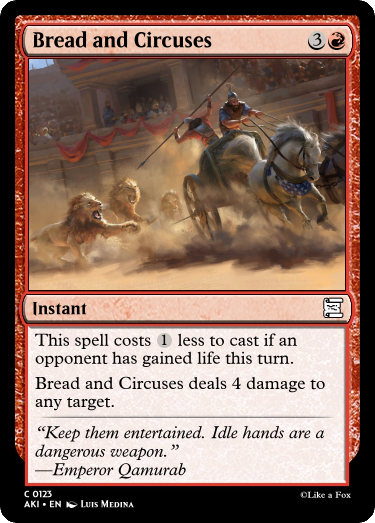 Bread and Circuses 3
Instant
This spell costs 1 less to cast if an
opponent has gained life this turn.
Bread and Circuses deals 4 damage to
any target.
“Keep them entertained. Idle hands are a
dangerous weapon.”
—Emperor Qamurab
C 0123
AKI • EN Luis Medina
©Like a Fox